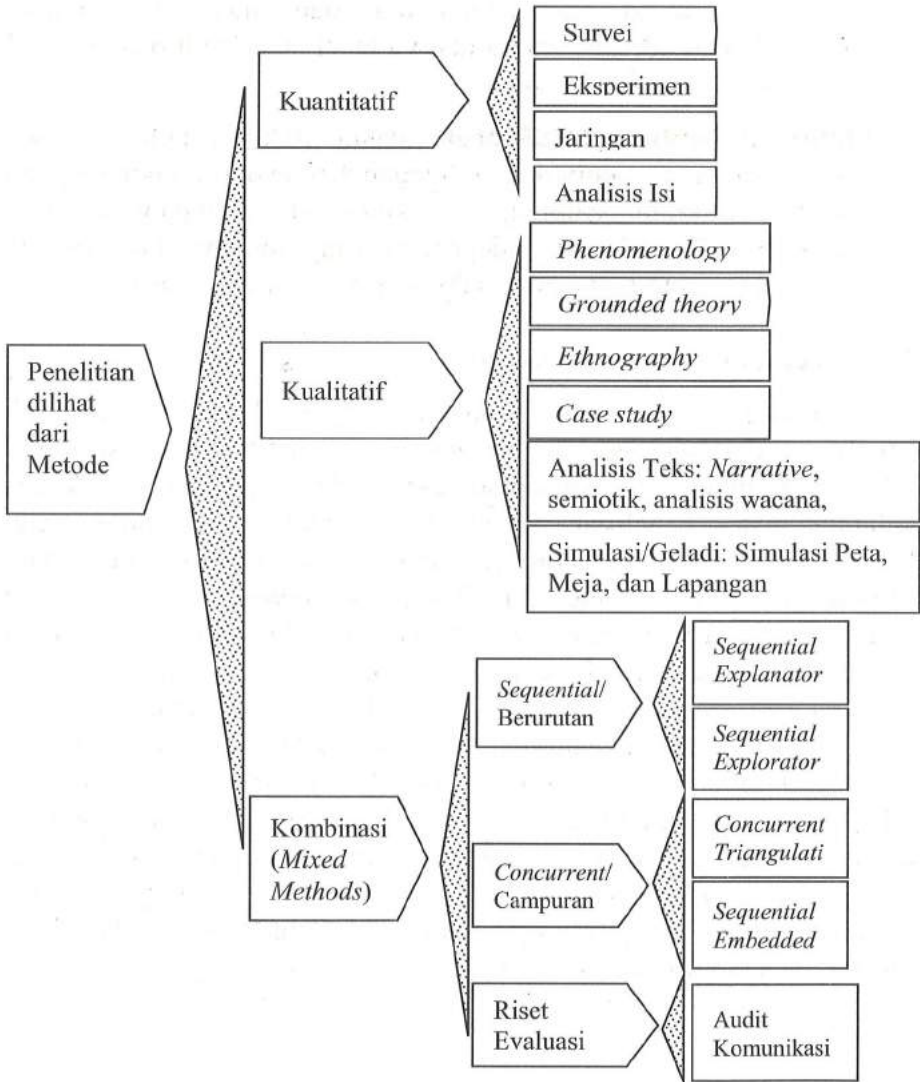 Penelitian
dilihat
dari
Metode
Kuantitatif
Survei
Eksperimen
Jaringan
Analisis Isi
Kualitatif
Phenomenology
Grounded theory
Ethnography
Case study
Analisis Teks: Narrative,
semiotik, analisis wacana,
Simulasi/Geladi: Simulasi Peta,
Meja, dan Lapangan
Kombinasi
(Mixed
Methods)
Sequential/
Berurutan
Sequential
Explanator
Sequential
Explorator
Concurrent/
Campuran
Concurrent
Triangulati
Sequential
Embedded
Riset
Evaluasi
Audit
Komunikasi